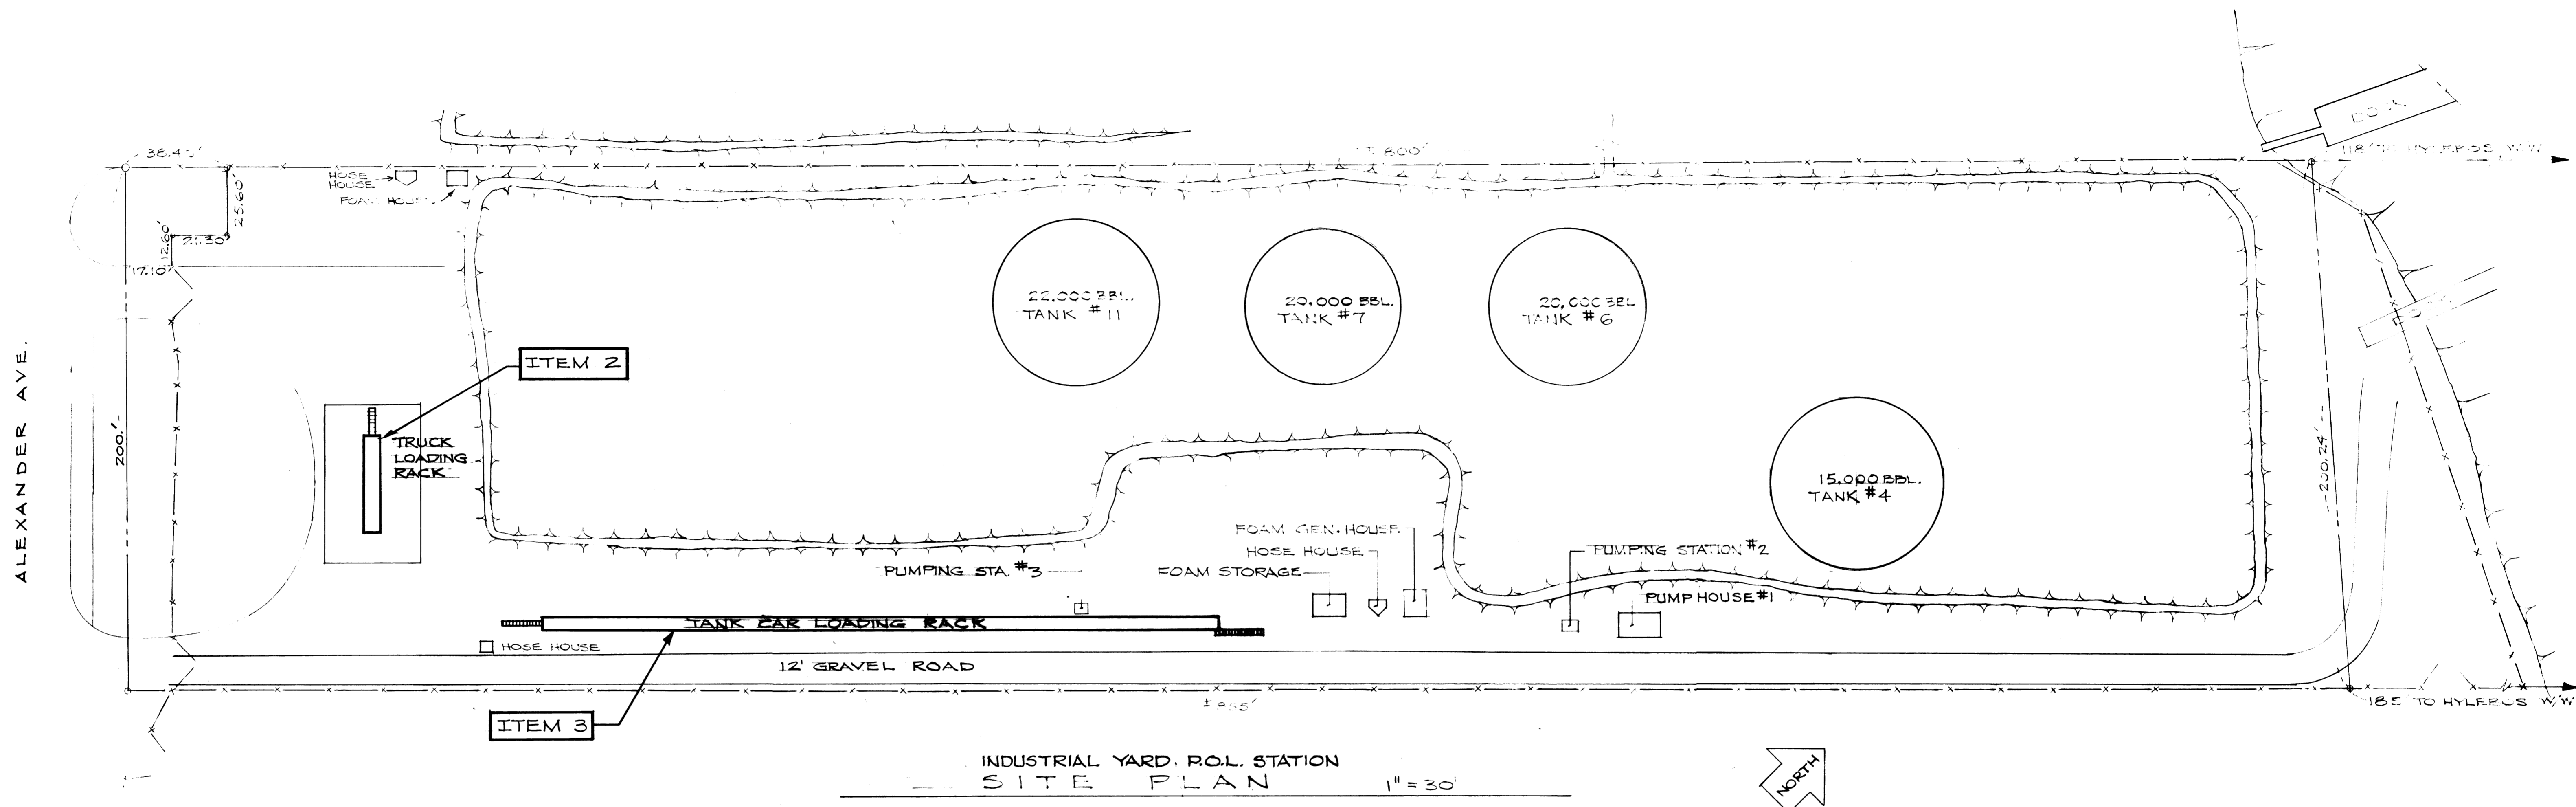 38.40'
HOSE
HOUSE
FOAM HOUSE
25.60'
12.60'
21.30'
17.10'
± 800'
DOCK
22,000 BBL.
TANK #11
20,000 BBL.
TANK #7
20,000 BBL
TANK #6
ITEM 2
ALEXANDER AVE.
200.'
TRUCK
LOADING
RACK
15,000 BBL.
TANK #4
200.24'
FOAM GEN. HOUSE
HOSE HOUSE
FOAM STORAGE
PUMPING STA. #3
PUMPING STATION #2
PUMP HOUSE #1
TANK CAR LOADING RACK
HOSE HOUSE
12' GRAVEL ROAD
ITEM 3
185 TO HYLEBOS W/W
INDUSTRIAL YARD, P.O.L. STATION
SITE PLAN 1" = 30'
NORTH